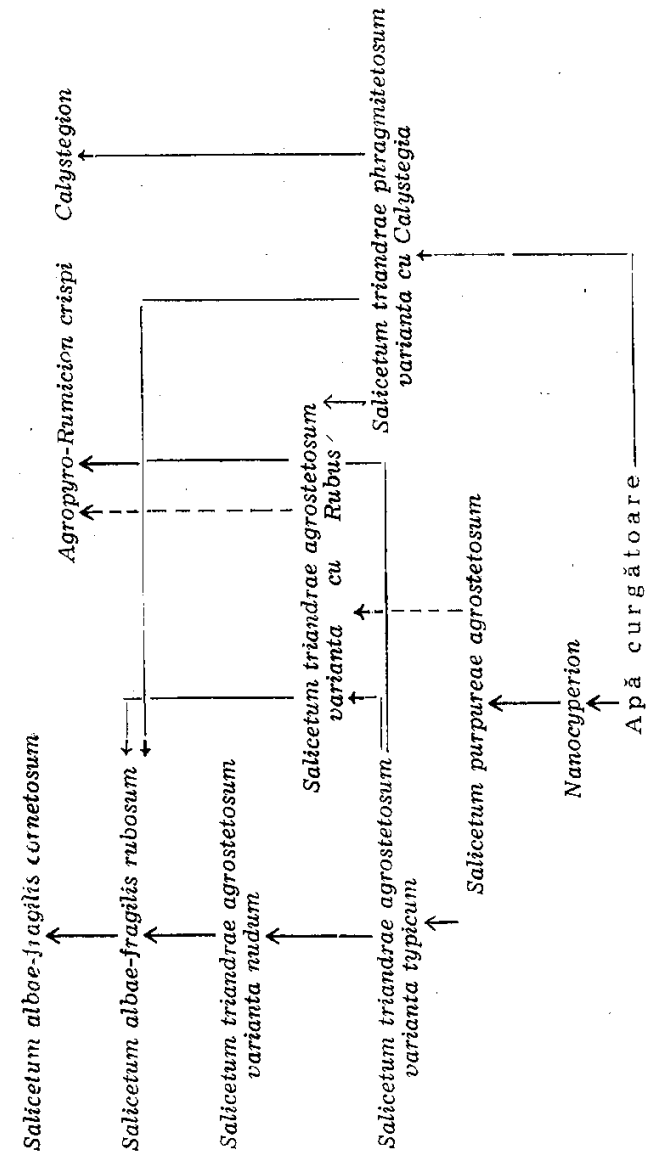 Salicetum albae-fragilis cornetosum
Salicetum albae-fragilis rubosum
Salicetum triandrae agrostetosum
varianta nudum
Salicetum triandrae agrostetosum
varianta typicum
Agropyro-Rumicion crispi
Calystegion
Salicetum triandrae agrostetosum
varianta cu Rubus
Salicetum triandrae phragmitetosum
varianta cu Calystegia
Salicetum purpureae agrostetosum
Nanocyperion
Apă curgătoare